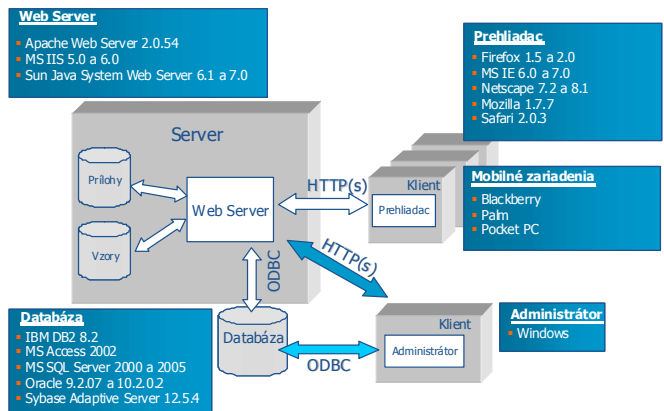 Web Server
Apache Web Server 2.0.54
MS IIS 5.0 a 6.0
Sun Java System Web Server 6.1 a 7.0
Prehliadac
Firefox 1.5 a 2.0
MS IE 6.0 a 7.0
Netscape 7.2 a 8.1
Mozilla 1.7.7
Safari 2.0.3
Server
Prílohy
Vzory
Web Server
HTTP(s)
Klient
Prehliadac
Mobilné zariadenia
Blackberry
Palm
Pocket PC
HTTP(s)
ODBC
Databáza
IBM DB2 8.2
MS Access 2002
MS SQL Server 2000 a 2005
Oracle 9.2.07 a 10.2.0.2
Sybase Adaptive Server 12.5.4
Databáza
ODBC
Klient
Administrátor
Administrátor
Windows